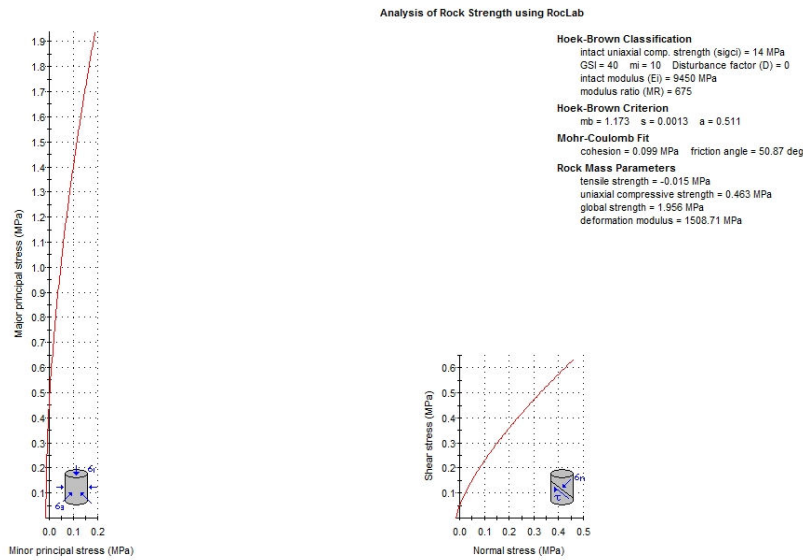 Analysis of Rock Strength using RocLab
Hoek-Brown Classification
intact uniaxial comp. strength (sigci) = 14 MPa
GSI = 40 mi = 10 Disturbance factor (D) = 0
intact modulus (Ei) = 9450 MPa
modulus ratio (MR) = 675
Hoek-Brown Criterion
mb = 1.173 s = 0.0013 a = 0.511
Mohr-Coulomb Fit
cohesion = 0.099 MPa friction angle = 50.87 deg
Rock Mass Parameters
tensile strength = -0.015 MPa
uniaxial compressive strength = 0.463 MPa
global strength = 1.956 MPa
deformation modulus = 1508.71 MPa
Major principal stress (MPa)
1.9
1.8
1.7
1.6
1.5
1.4
1.3
1.2
1.1
1.0
0.9
0.8
0.7
0.6
0.5
0.4
0.3
0.2
0.1
σ1
σ3
0.0 0.1 0.2
Minor principal stress (MPa)
Shear stress (MPa)
0.6
0.5
0.4
0.3
0.2
0.1
σn
τ
0.0 0.1 0.2 0.3 0.4 0.5
Normal stress (MPa)